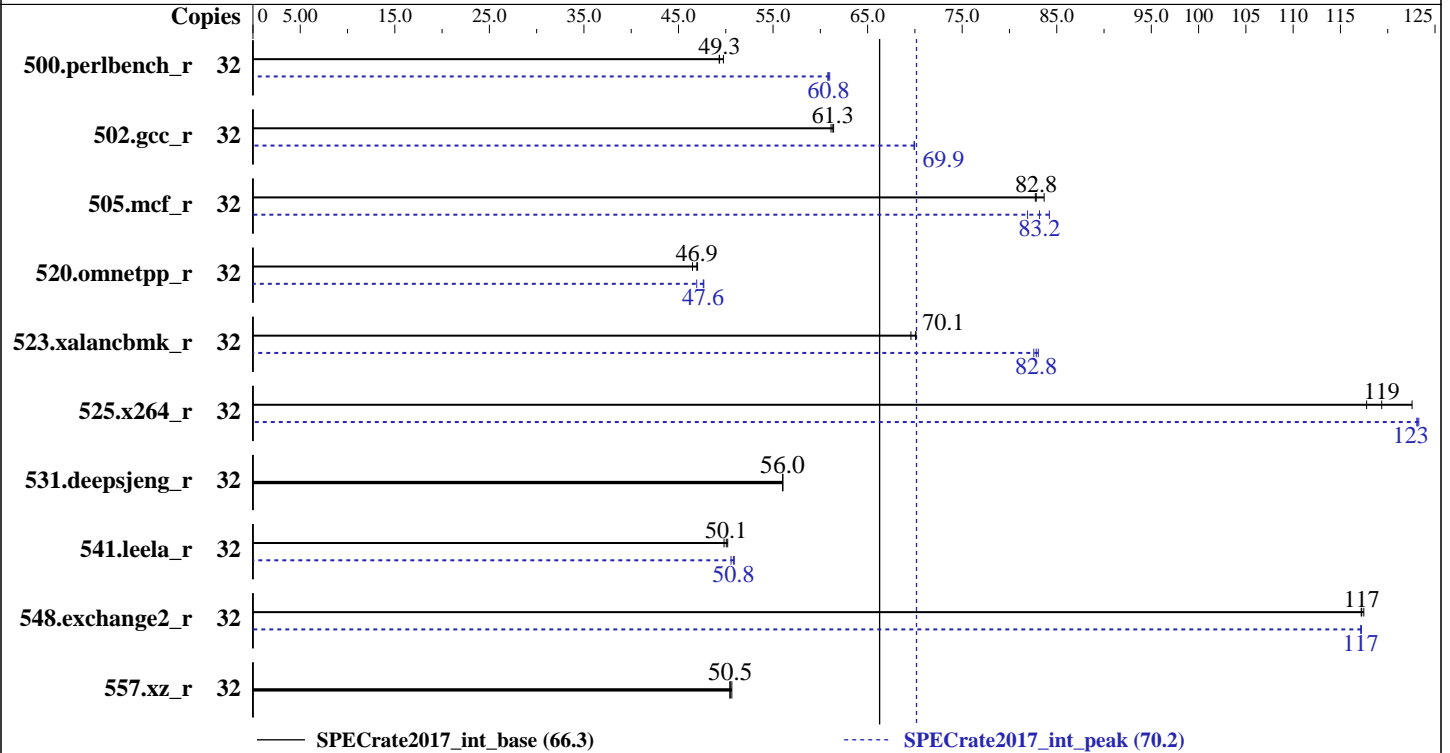 Copies 0 5.00 15.0 25.0 35.0 45.0 55.0 65.0 75.0 85.0 95.0 100 105 110 115 125
49.3
500.perlbench_r 32
60.8
61.3
502.gcc_r 32
69.9
82.8
505.mcf_r 32
83.2
46.9
520.omnetpp_r 32
47.6
70.1
523.xalancbmk_r 32
82.8
119
525.x264_r 32
123
56.0
531.deepsjeng_r 32
50.1
541.leela_r 32
50.8
117
548.exchange2_r 32
117
50.5
557.xz_r 32
SPECrate2017_int_base (66.3) SPECrate2017_int_peak (70.2)